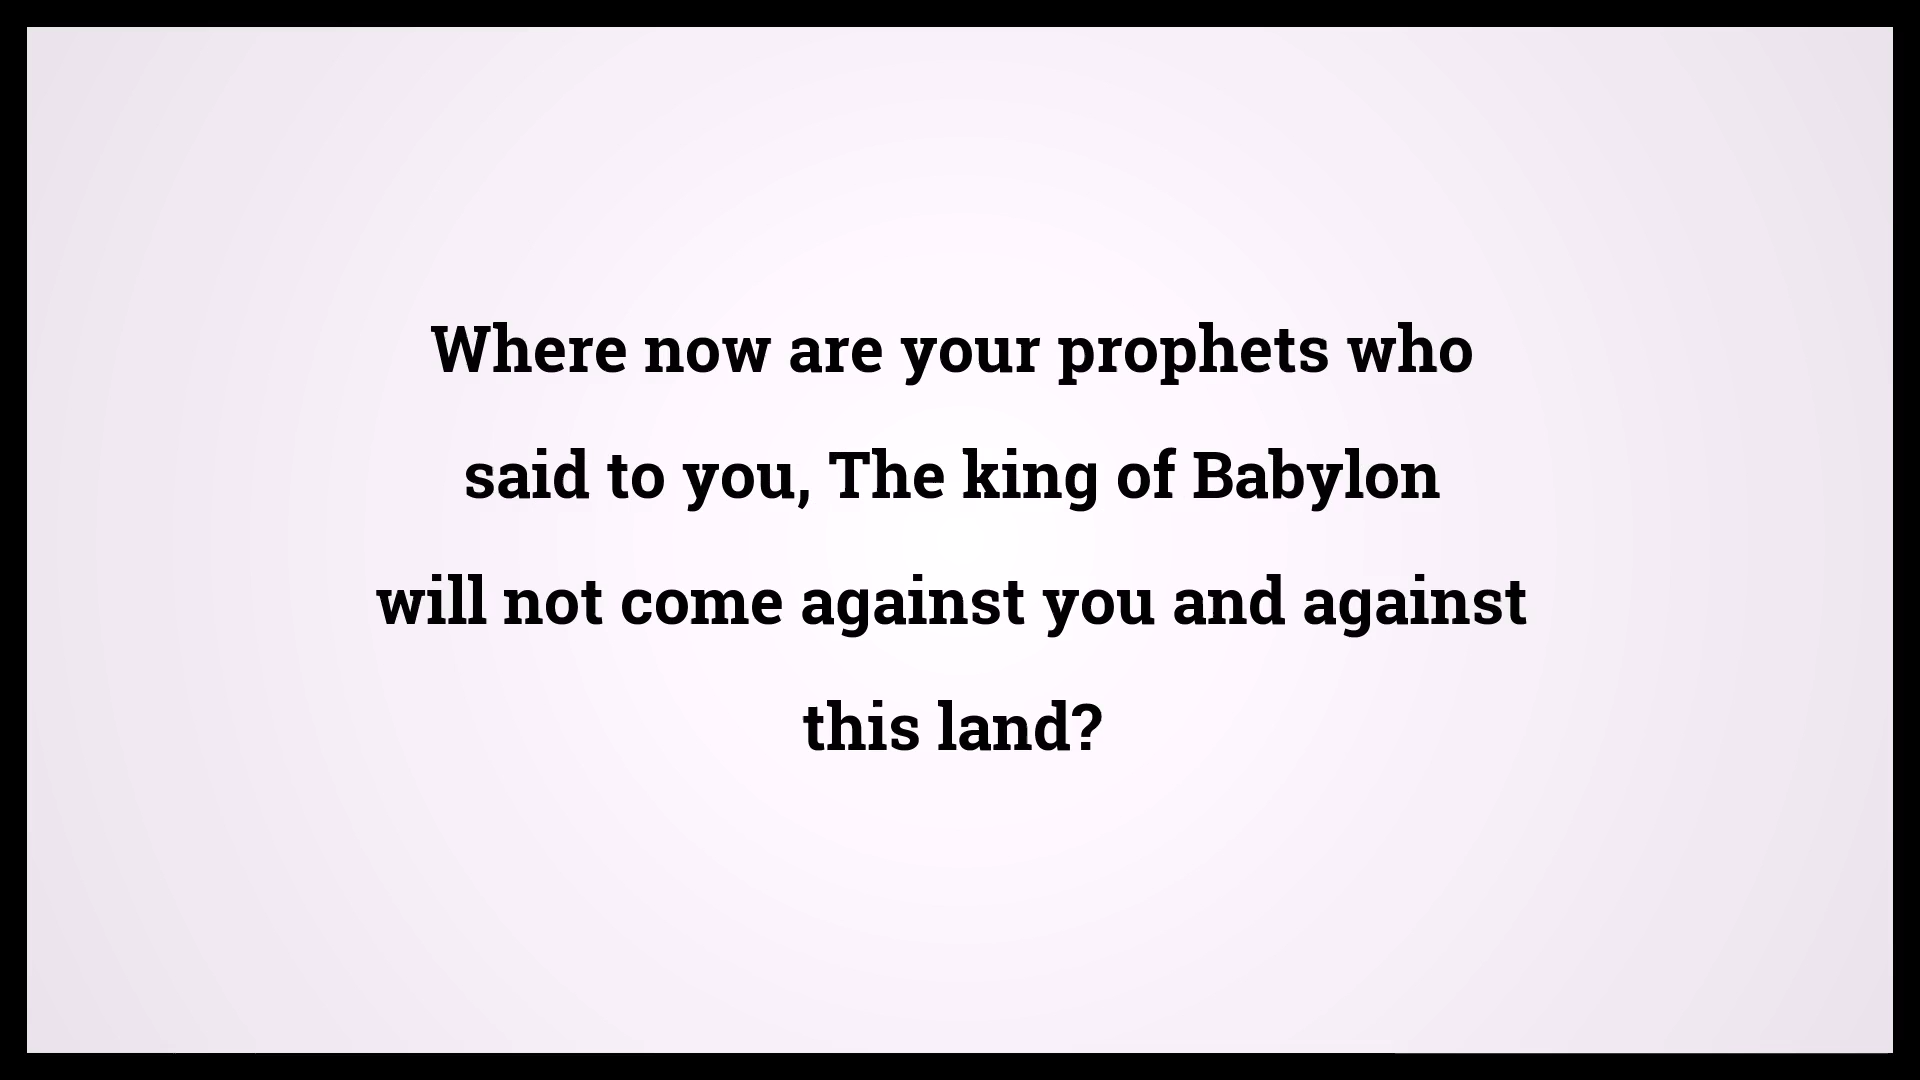 Where now are your prophets who
said to you, The king of Babylon
will not come against you and against
this land?